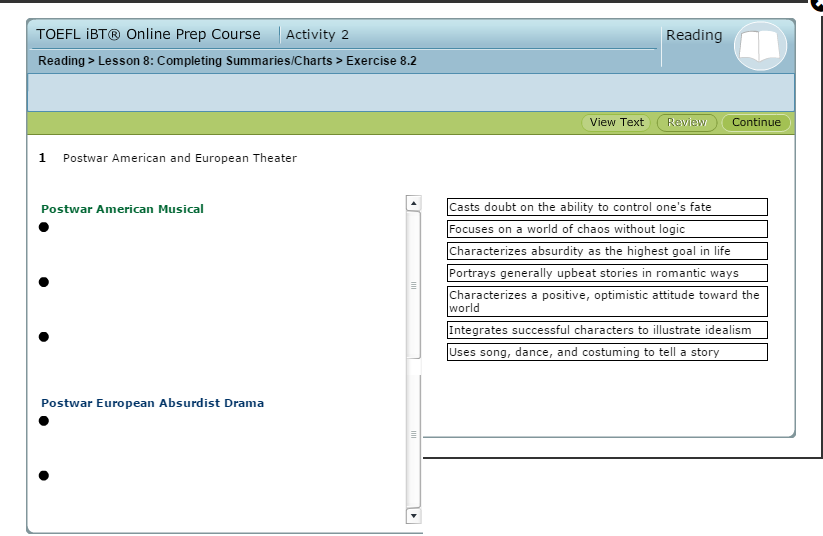 TOEFL iBT® Online Prep Course
Activity 2
Reading
Reading > Lesson 8: Completing Summaries/Charts > Exercise 8.2
View Text
Review
Continue
1 Postwar American and European Theater
Postwar American Musical
Postwar European Absurdist Drama
Casts doubt on the ability to control one's fate
Focuses on a world of chaos without logic
Characterizes absurdity as the highest goal in life
Portrays generally upbeat stories in romantic ways
Characterizes a positive, optimistic attitude toward the
world
Integrates successful characters to illustrate idealism
Uses song, dance, and costuming to tell a story